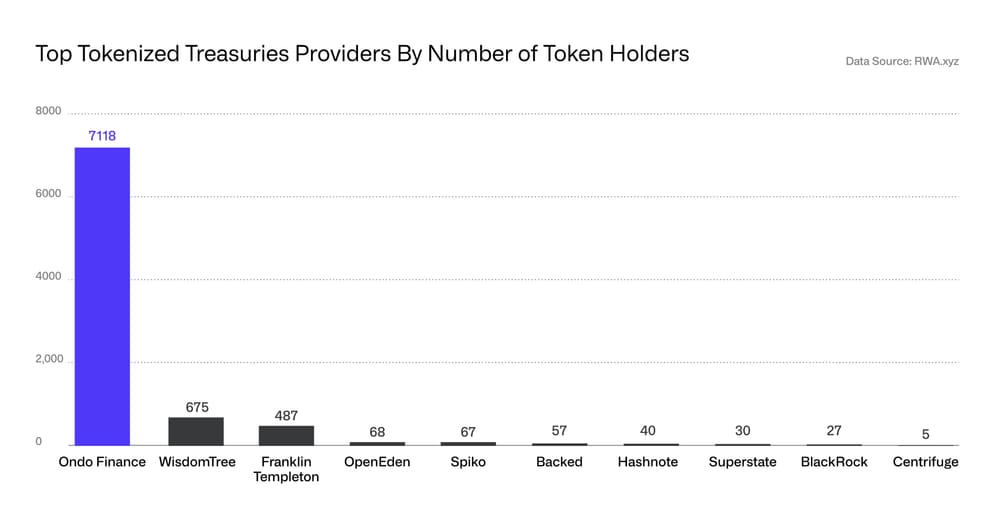 Top Tokenized Treasuries Providers By Number of Token Holders
Data Source: RWA.xyz
8000
7118
6000
4000
2,000
675
487
68
67
57
40
30
27
5
0
Ondo Finance
WisdomTree
Franklin
Templeton
OpenEden
Spiko
Backed
Hashnote
Superstate
BlackRock
Centrifuge